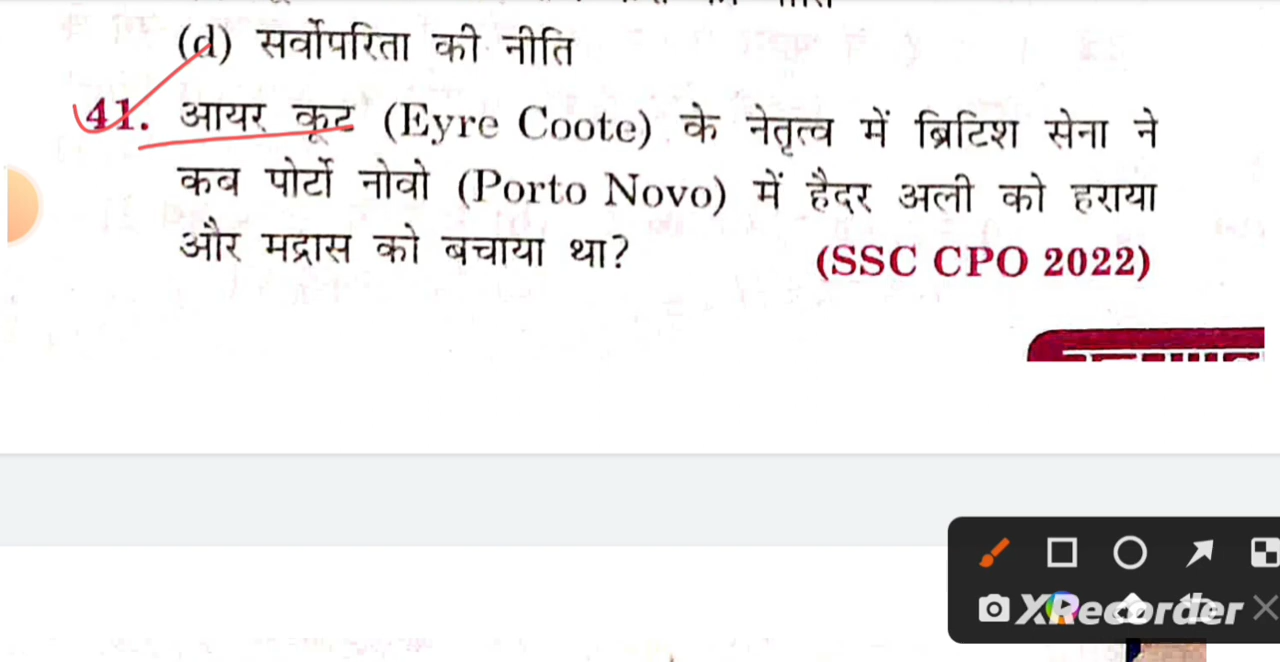 (d) सर्वोपरिता की नीति
41. आयर कूट (Eyre Coote) के नेतृत्व में ब्रिटिश सेना ने
कब पोर्टो नोवो (Porto Novo) में हैदर अली को हराया
और मद्रास को बचाया था?
(SSC CPO 2022)
XRecorder